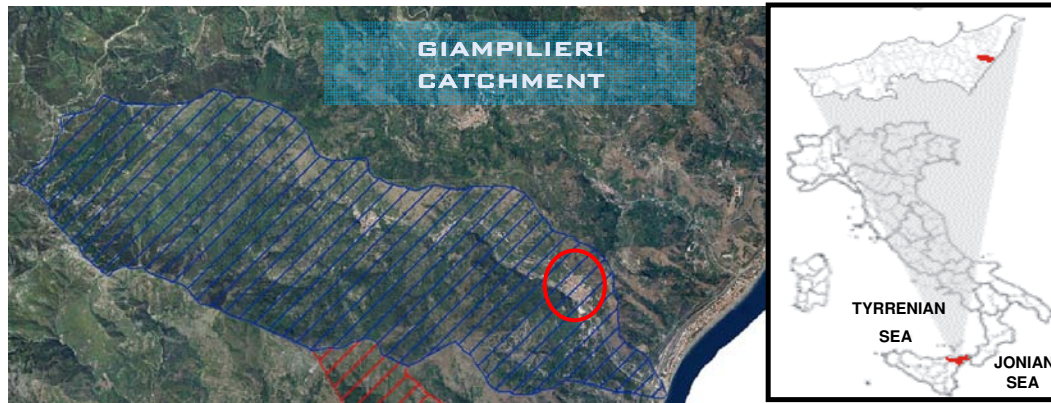 GIAMPILIERI
CATCHMENT
TYRRENIAN
SEA
JONIAN
SEA